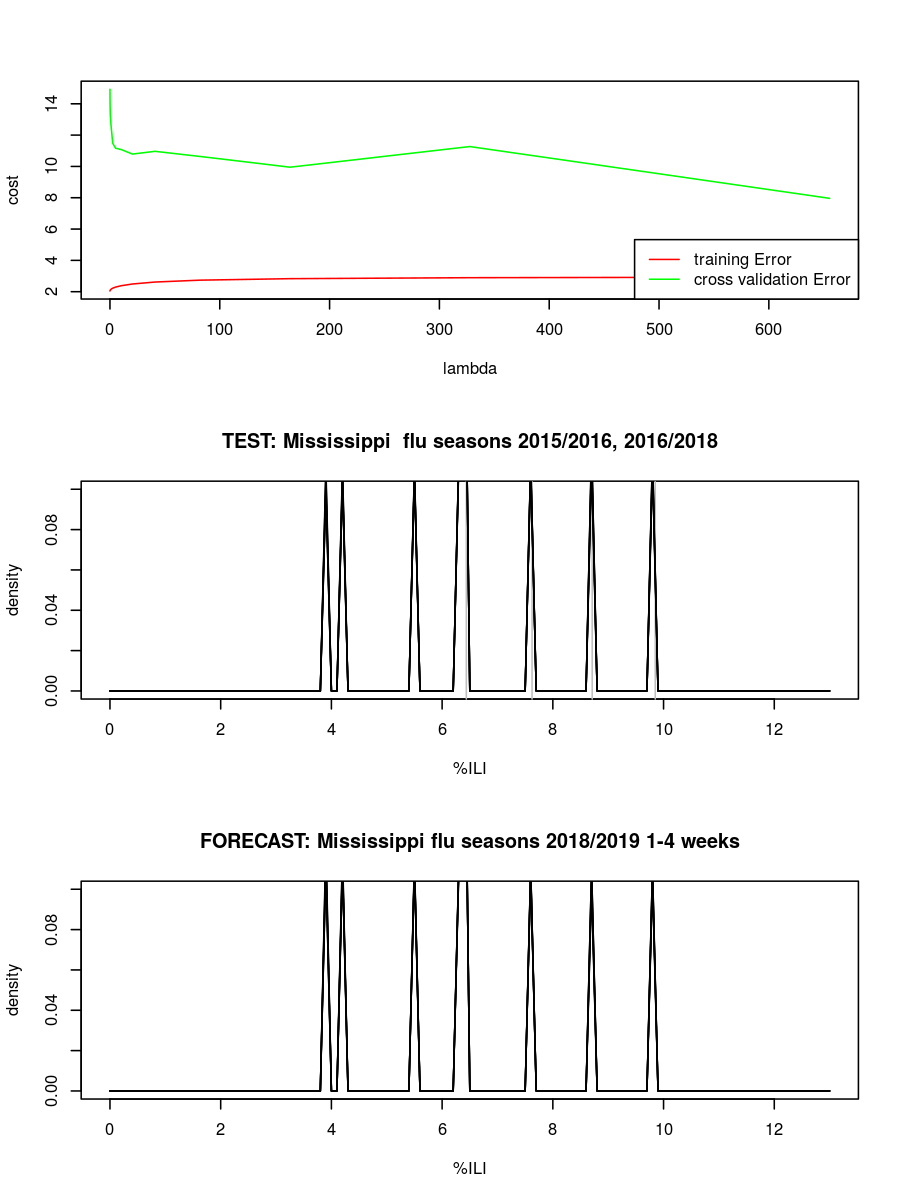 14
10
8
6
4
2
cost
training Error
cross validation Error
0 100 200 300 400 500 600
lambda
TEST: Mississippi  flu seasons 2015/2016, 2016/2018
0.08
0.04
0.00
density
0 2 4 6 8 10 12
%ILI
FORECAST: Mississippi flu seasons 2018/2019 1-4 weeks
0.08
0.04
0.00
density
0 2 4 6 8 10 12
%ILI